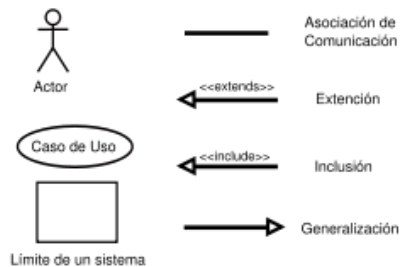 Asociación de
Comunicación
Actor
<<extends>>
Extención
Caso de Uso
<<include>>
Inclusión
Generalización
Límite de un sistema